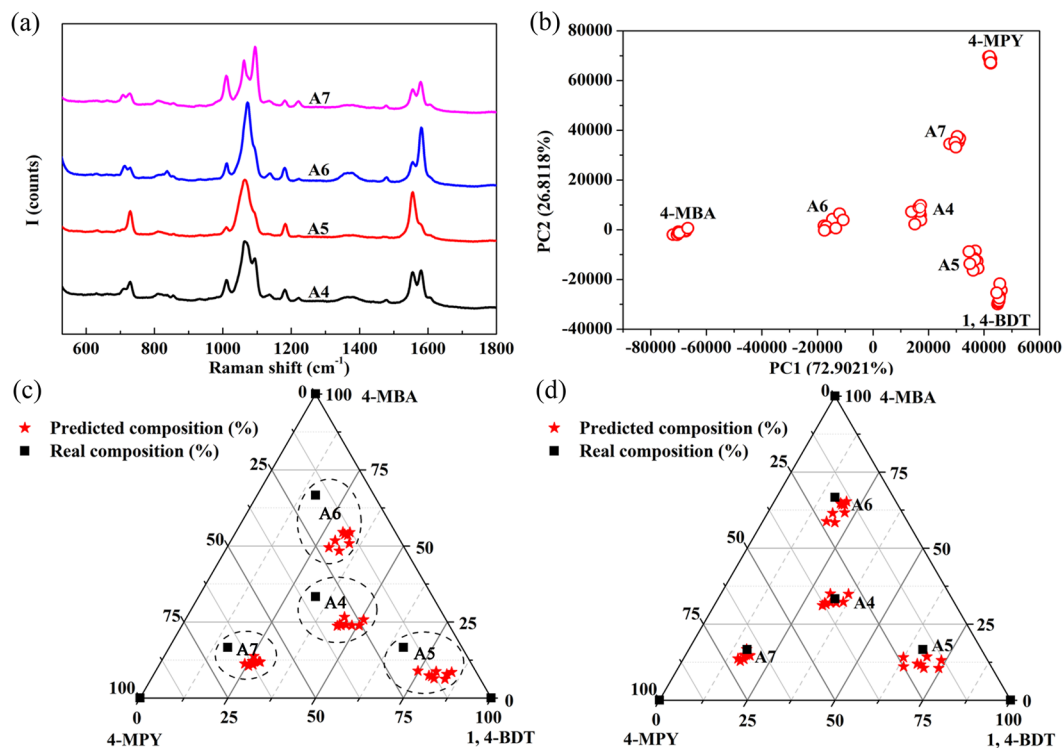 (a)
I (counts)
A7
A6
A5
A4
600 800 1000 1200 1400 1600 1800
Raman shift (cm-1)
(b)
PC2 (26.8118%)
80000
60000
40000
20000
0
-20000
-40000
4-MPY
A7
4-MBA
A6
A4
A5
1, 4-BDT
-80000 -60000 -40000 -20000 0 20000 40000 60000
PC1 (72.9021%)
(c)
0 100 4-MBA
Predicted composition (%)
Real composition (%)
25 75
A6
50 50
A4
75 25
A7 A5
100 0
0 25 50 75 100
4-MPY 1, 4-BDT
(d)
0 100 4-MBA
Predicted composition (%)
Real composition (%)
25 75
A6
50 50
A4
75 25
A7 A5
100 0
0 25 50 75 100
4-MPY 1, 4-BDT